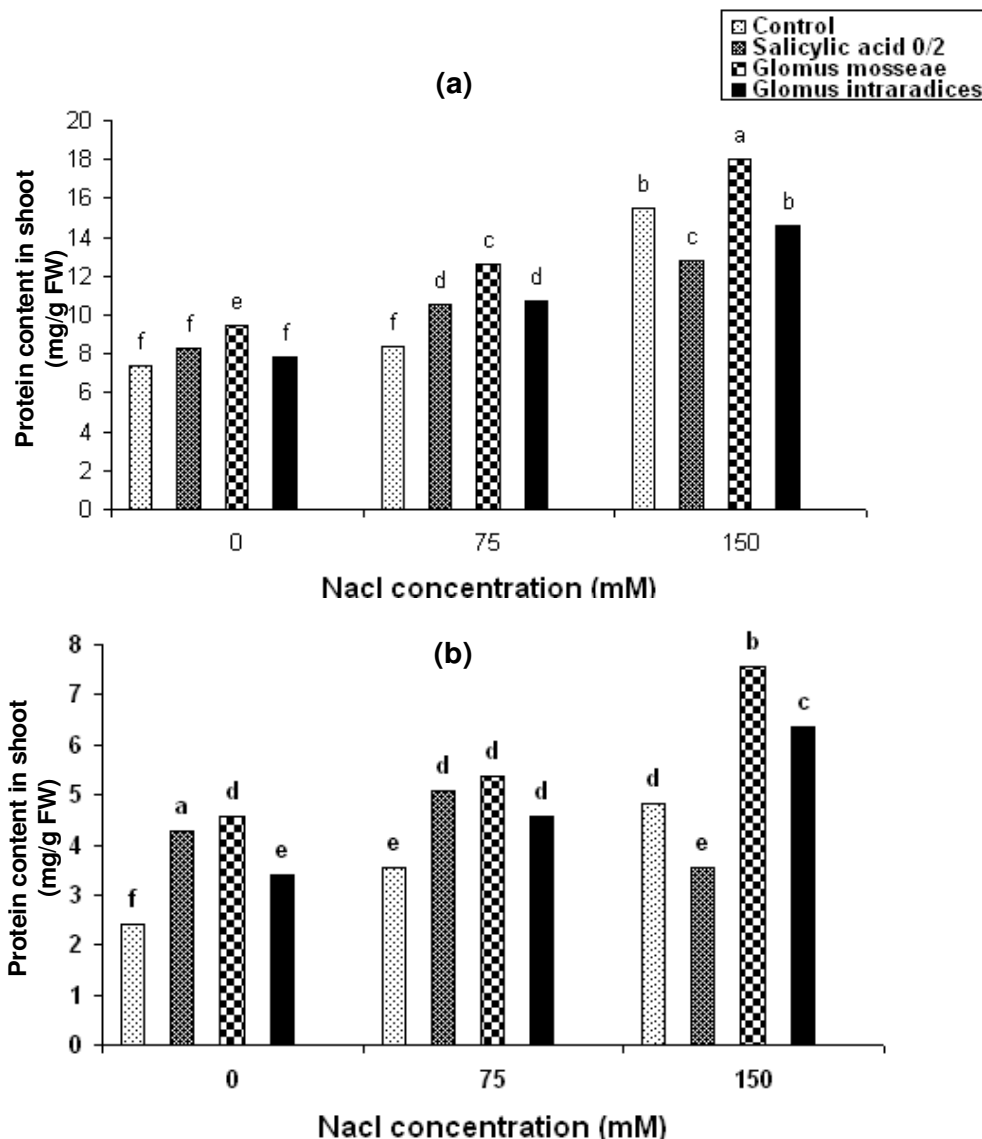 Control
Salicylic acid 0/2
Glomus mosseae
Glomus intraradices
(a)
Protein content in shoot
(mg/g FW)
20
18
16
14
12
10
8
6
4
2
0
f
f
e
f
f
d
c
d
b
c
a
b
0
75
150
Nacl concentration (mM)
(b)
Protein content in shoot
(mg/g FW)
8
7
6
5
4
3
2
1
0
f
a
d
e
e
d
d
d
d
e
b
c
0
75
150
Nacl concentration (mM)